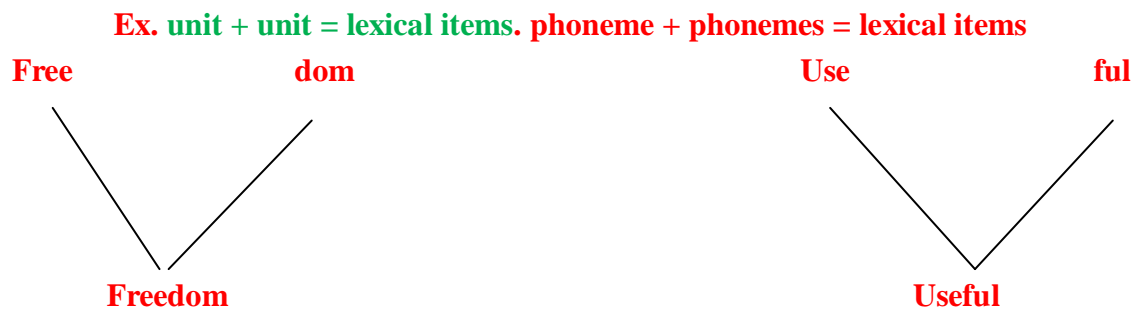 Ex. unit + unit = lexical items. phoneme + phonemes = lexical items
Free dom Use ful
Freedom Useful